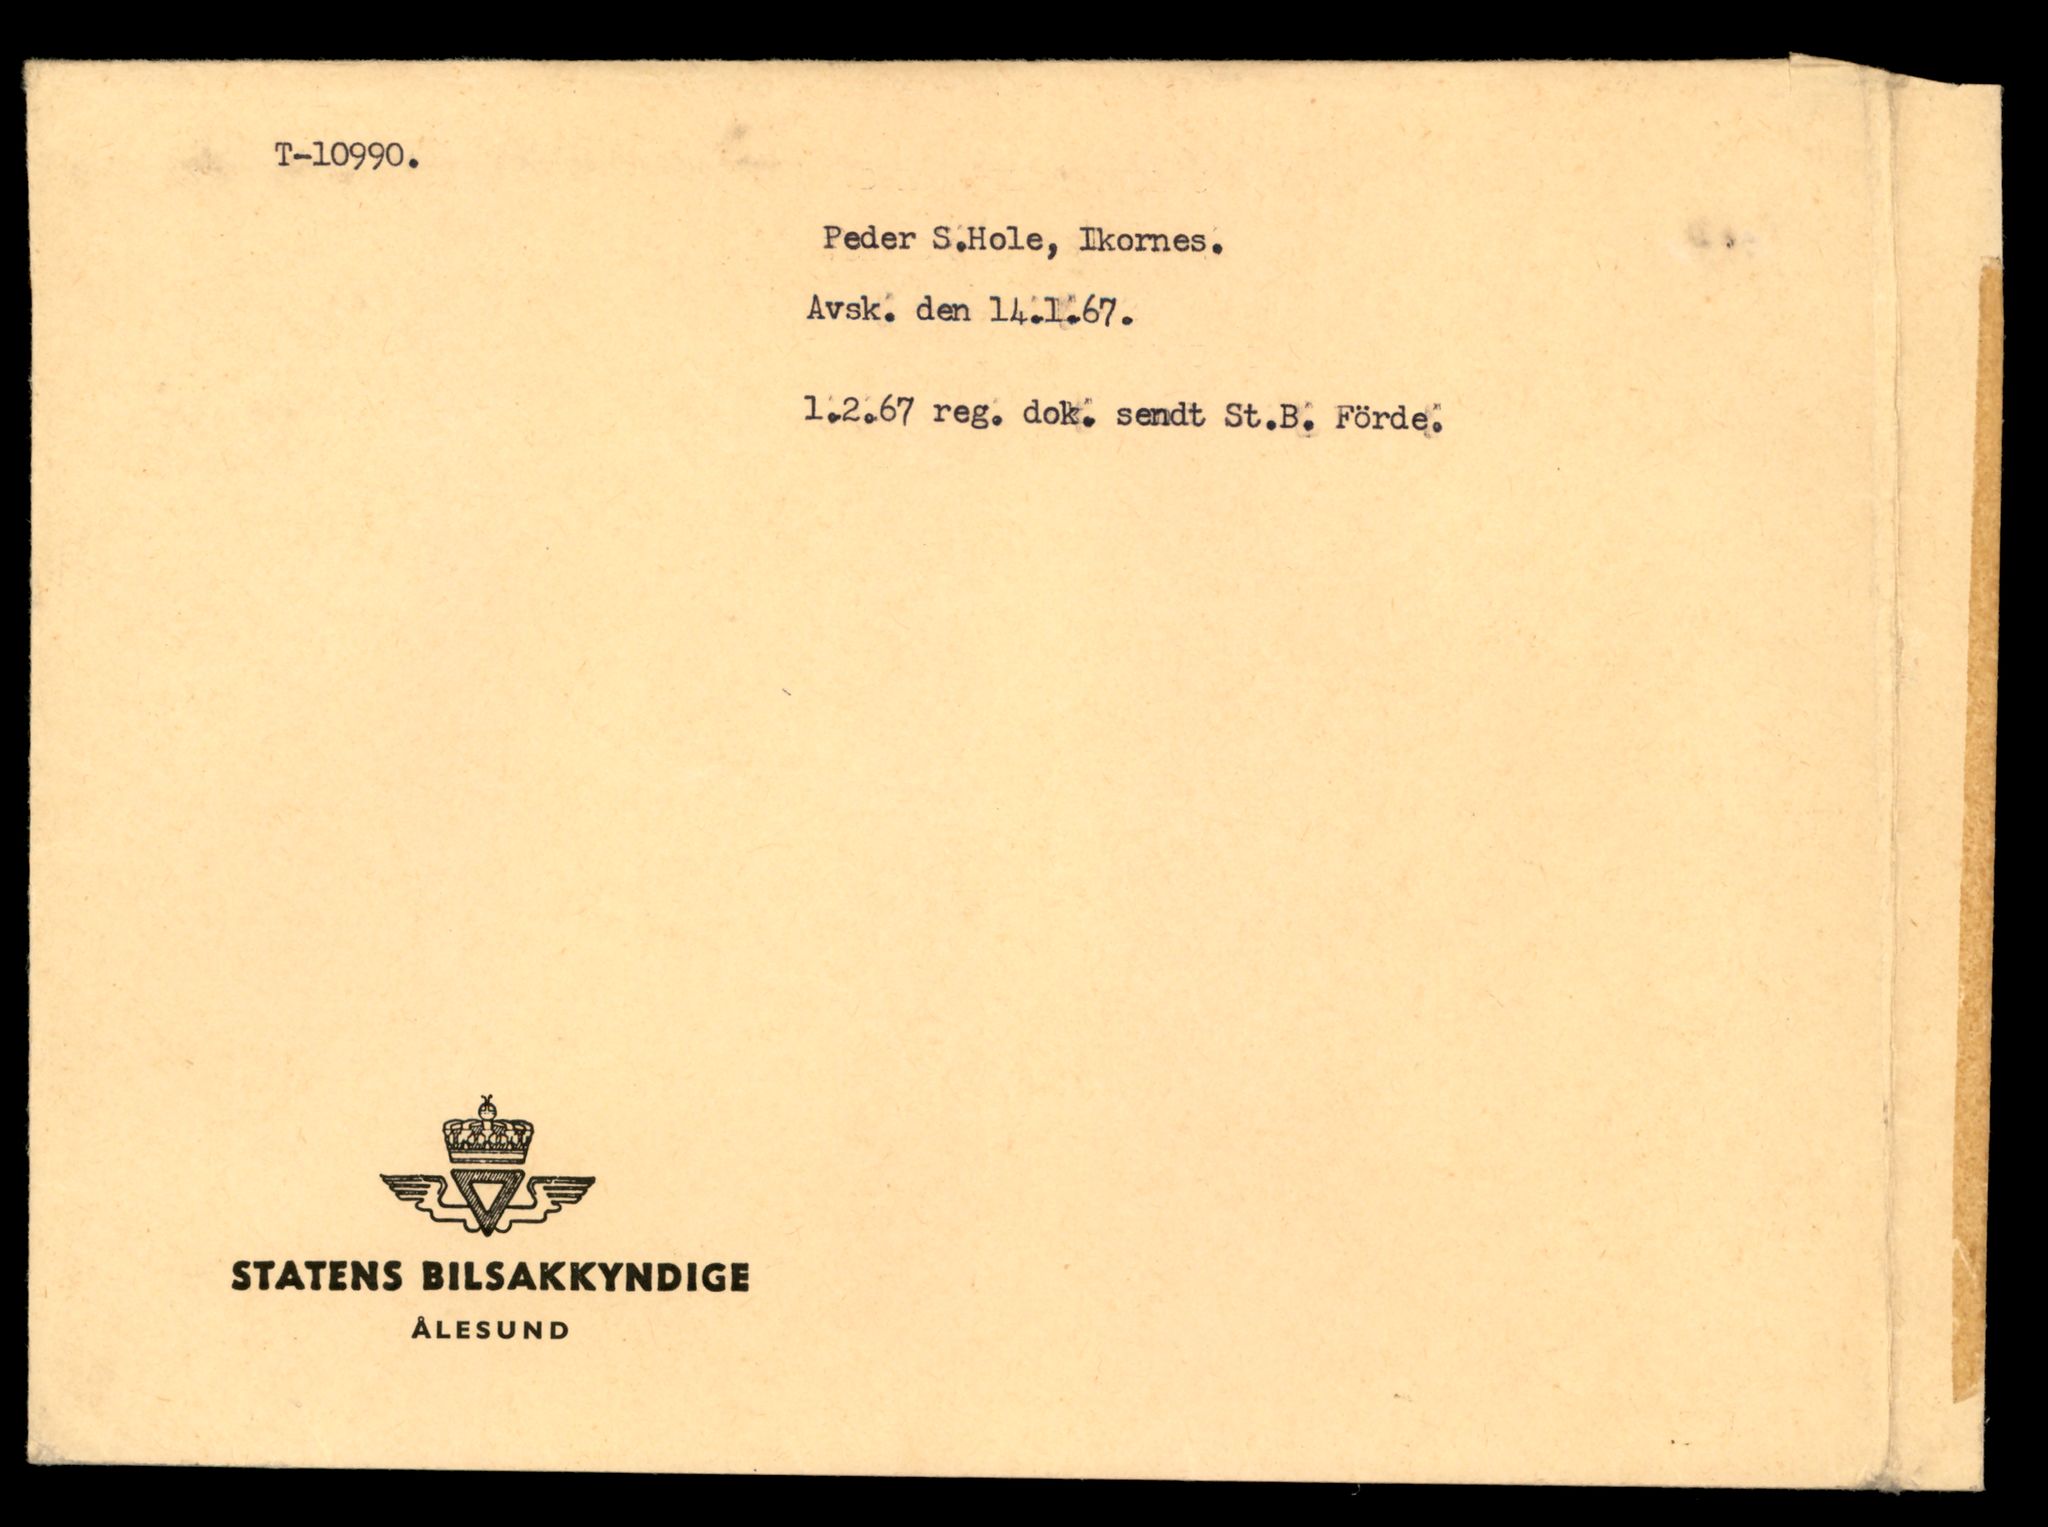 T-10990.
Peder S.Hole, Ikornes.
Avsk. den 14.1.67.
1.2.67 reg. dok. sendt St.B. Förde.
STATENS BILSAKKYNDIGE
ÅLESUND